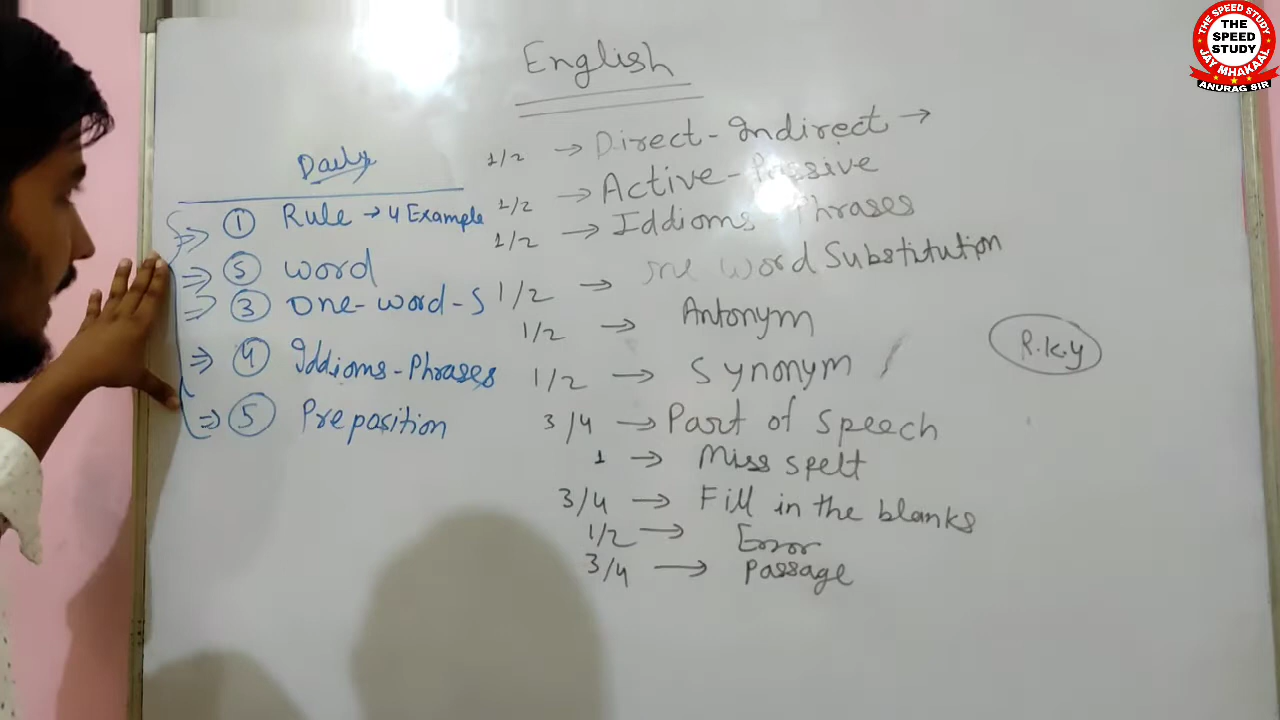 English
1/2 → Direct-Indirect →
1/2 → Active-Passive
1/2 → Iddioms-Phrases
1/2 → One word Substitution
1/2 → Antonym
1/2 → Synonym /
3/4 → Part of speech
1 → Miss spelt
3/4 → Fill in the blanks
1/2 → Error
3/4 → Passage
R.K.y
Daily
⇒ ① Rule → 4 Example
⇒ ⑤ word
⇒ ③ One-word-S
⇒ ④ Iddioms-Phrases
⇒ ⑤ Preposition
THE SPEED STUDY
THE
SPEED
STUDY
JAY MHAKAAL
ANURAG SIR